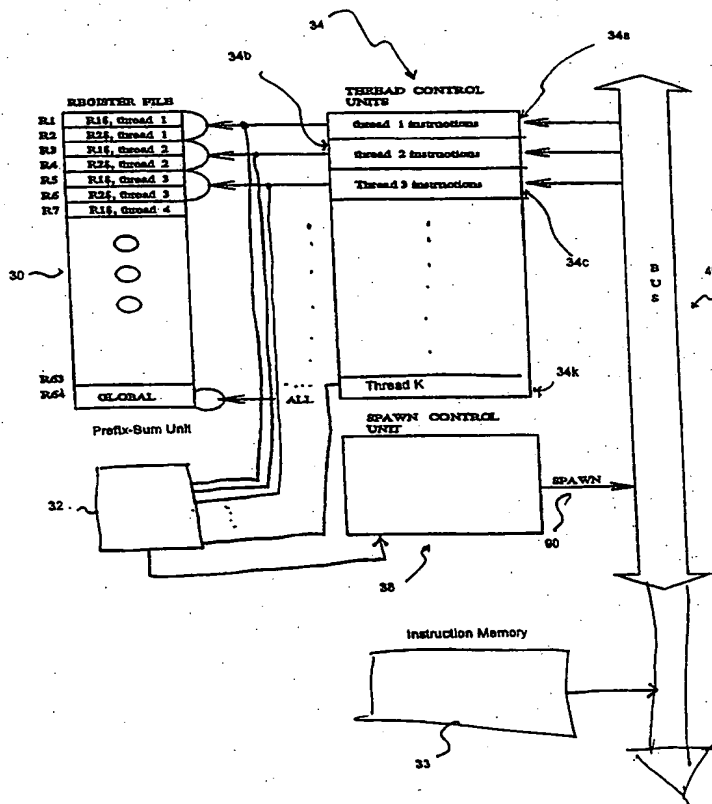 34
34a
34b
REGISTER FILE
THREAD CONTROL
UNITS
R1 R1$, thread 1
R2 R2$, thread 1
R3 R1$, thread 2
R4 R2$, thread 2
R5 R1$, thread 3
R6 R2$, thread 3
R7 R1$, thread 4
thread 1 instructions
thread 2 instructions
Thread 3 instructions
34c
30
BUS
4
R63
R64 GLOBAL
ALL
Thread K
34k
Prefix-Sum Unit
SPAWN CONTROL
UNIT
32
SPAWN
90
38
Instruction Memory
33